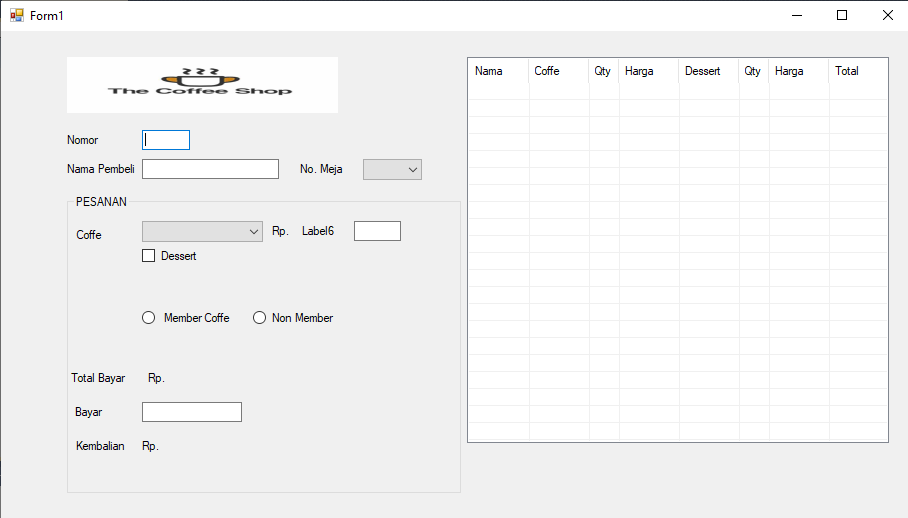 Form1
The Coffee Shop
Nomor
Nama Pembeli
No. Meja
PESANAN
Coffe
Rp.
Label6
Dessert
Member Coffe
Non Member
Total Bayar
Rp.
Bayar
Kembalian
Rp.
Nama Coffe Qty Harga Dessert Qty Harga Total